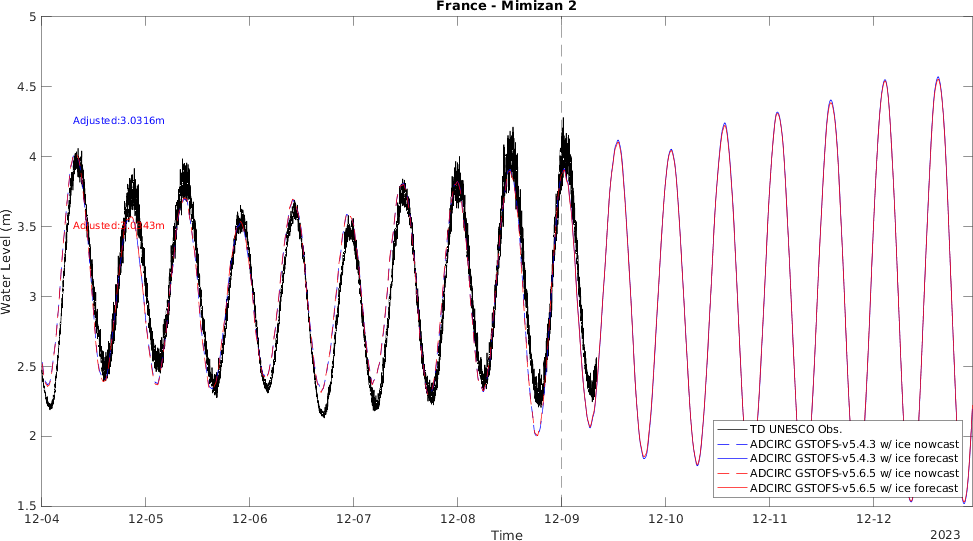 France - Mimizan 2
5
4.5
4
3.5
3
2.5
2
1.5
Water Level (m)
Adjusted:3.0316m
TD UNESCO Obs.
ADCIRC GSTOFS-v5.4.3 w/ ice nowcast
ADCIRC GSTOFS-v5.4.3 w/ ice forecast
ADCIRC GSTOFS-v5.6.5 w/ ice nowcast
ADCIRC GSTOFS-v5.6.5 w/ ice forecast
12-04
12-05
12-06
12-07
12-08
12-09
12-10
12-11
12-12
Time
2023